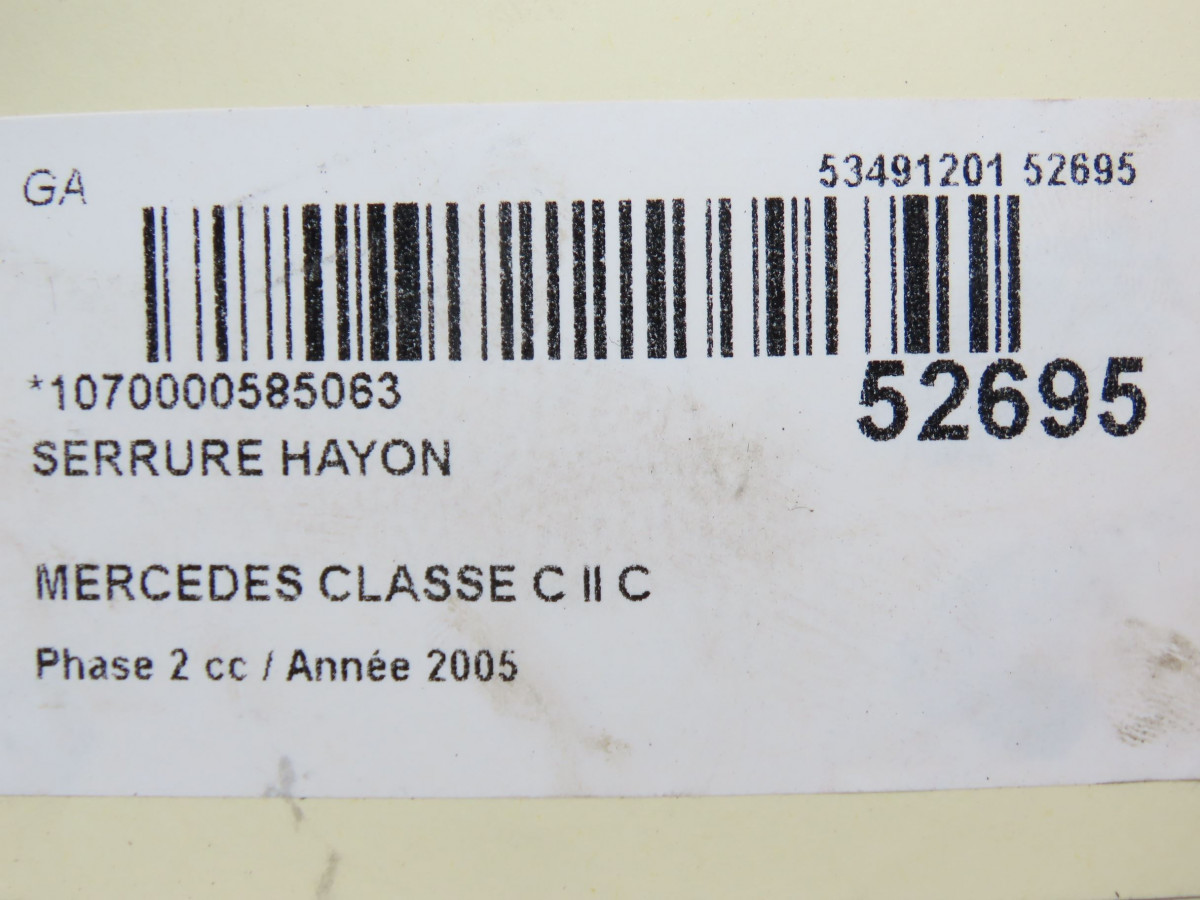 GA
53491201 52695
*1070000585063
52695
SERRURE HAYON
MERCEDES CLASSE C II C
Phase 2 cc / Année 2005